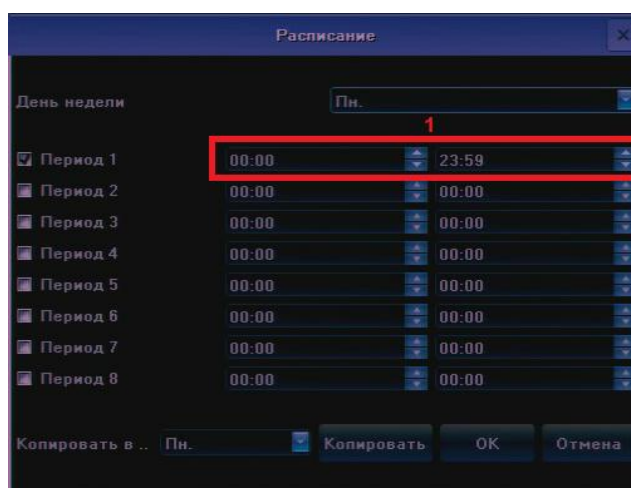 Расписание
День недели Пн.
1
Период 1 00:00 23:59
Период 2 00:00 00:00
Период 3 00:00 00:00
Период 4 00:00 00:00
Период 5 00:00 00:00
Период 6 00:00 00:00
Период 7 00:00 00:00
Период 8 00:00 00:00
Копировать в .. Пн. Копировать OK Отмена